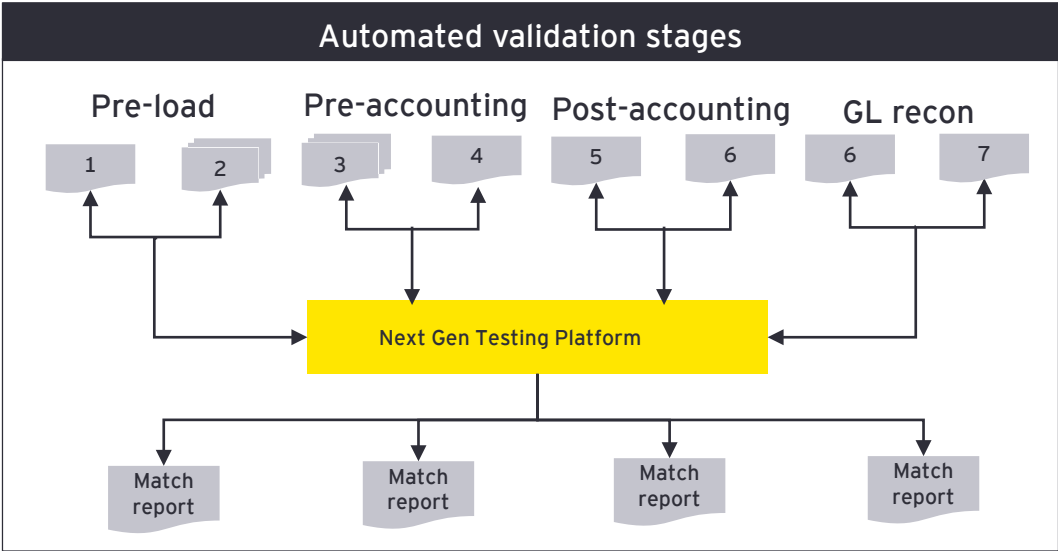 Automated validation stages
Pre-load
Pre-accounting
Post-accounting
GL recon
1
2
3
4
5
6
6
7
Next Gen Testing Platform
Match
report
Match
report
Match
report
Match
report